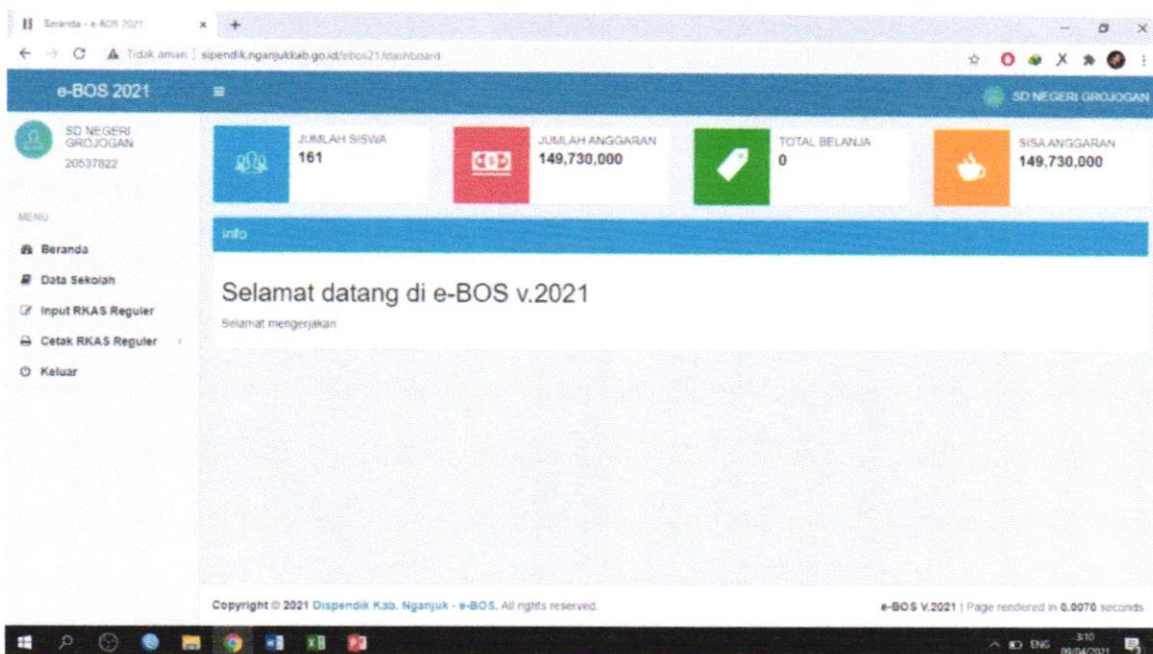 Beranda - e-BOS 2021
Tidak aman
sipendik.nganjukkab.go.id/ebos21/dashboard
e-BOS 2021
SD NEGERI GROJOGAN
SD NEGERI
GROJOGAN
20537822
JUMLAH SISWA
161
JUMLAH ANGGARAN
149,730,000
TOTAL BELANJA
0
SISA ANGGARAN
149,730,000
MENU
Beranda
Data Sekolah
Input RKAS Reguler
Cetak RKAS Reguler
Keluar
Info
Selamat datang di e-BOS v.2021
Selamat mengerjakan
Copyright © 2021 Dispendik Kab. Nganjuk - e-BOS. All rights reserved.
e-BOS V.2021 | Page rendered in 0.0070 seconds
ENG
3:10
09/04/2021